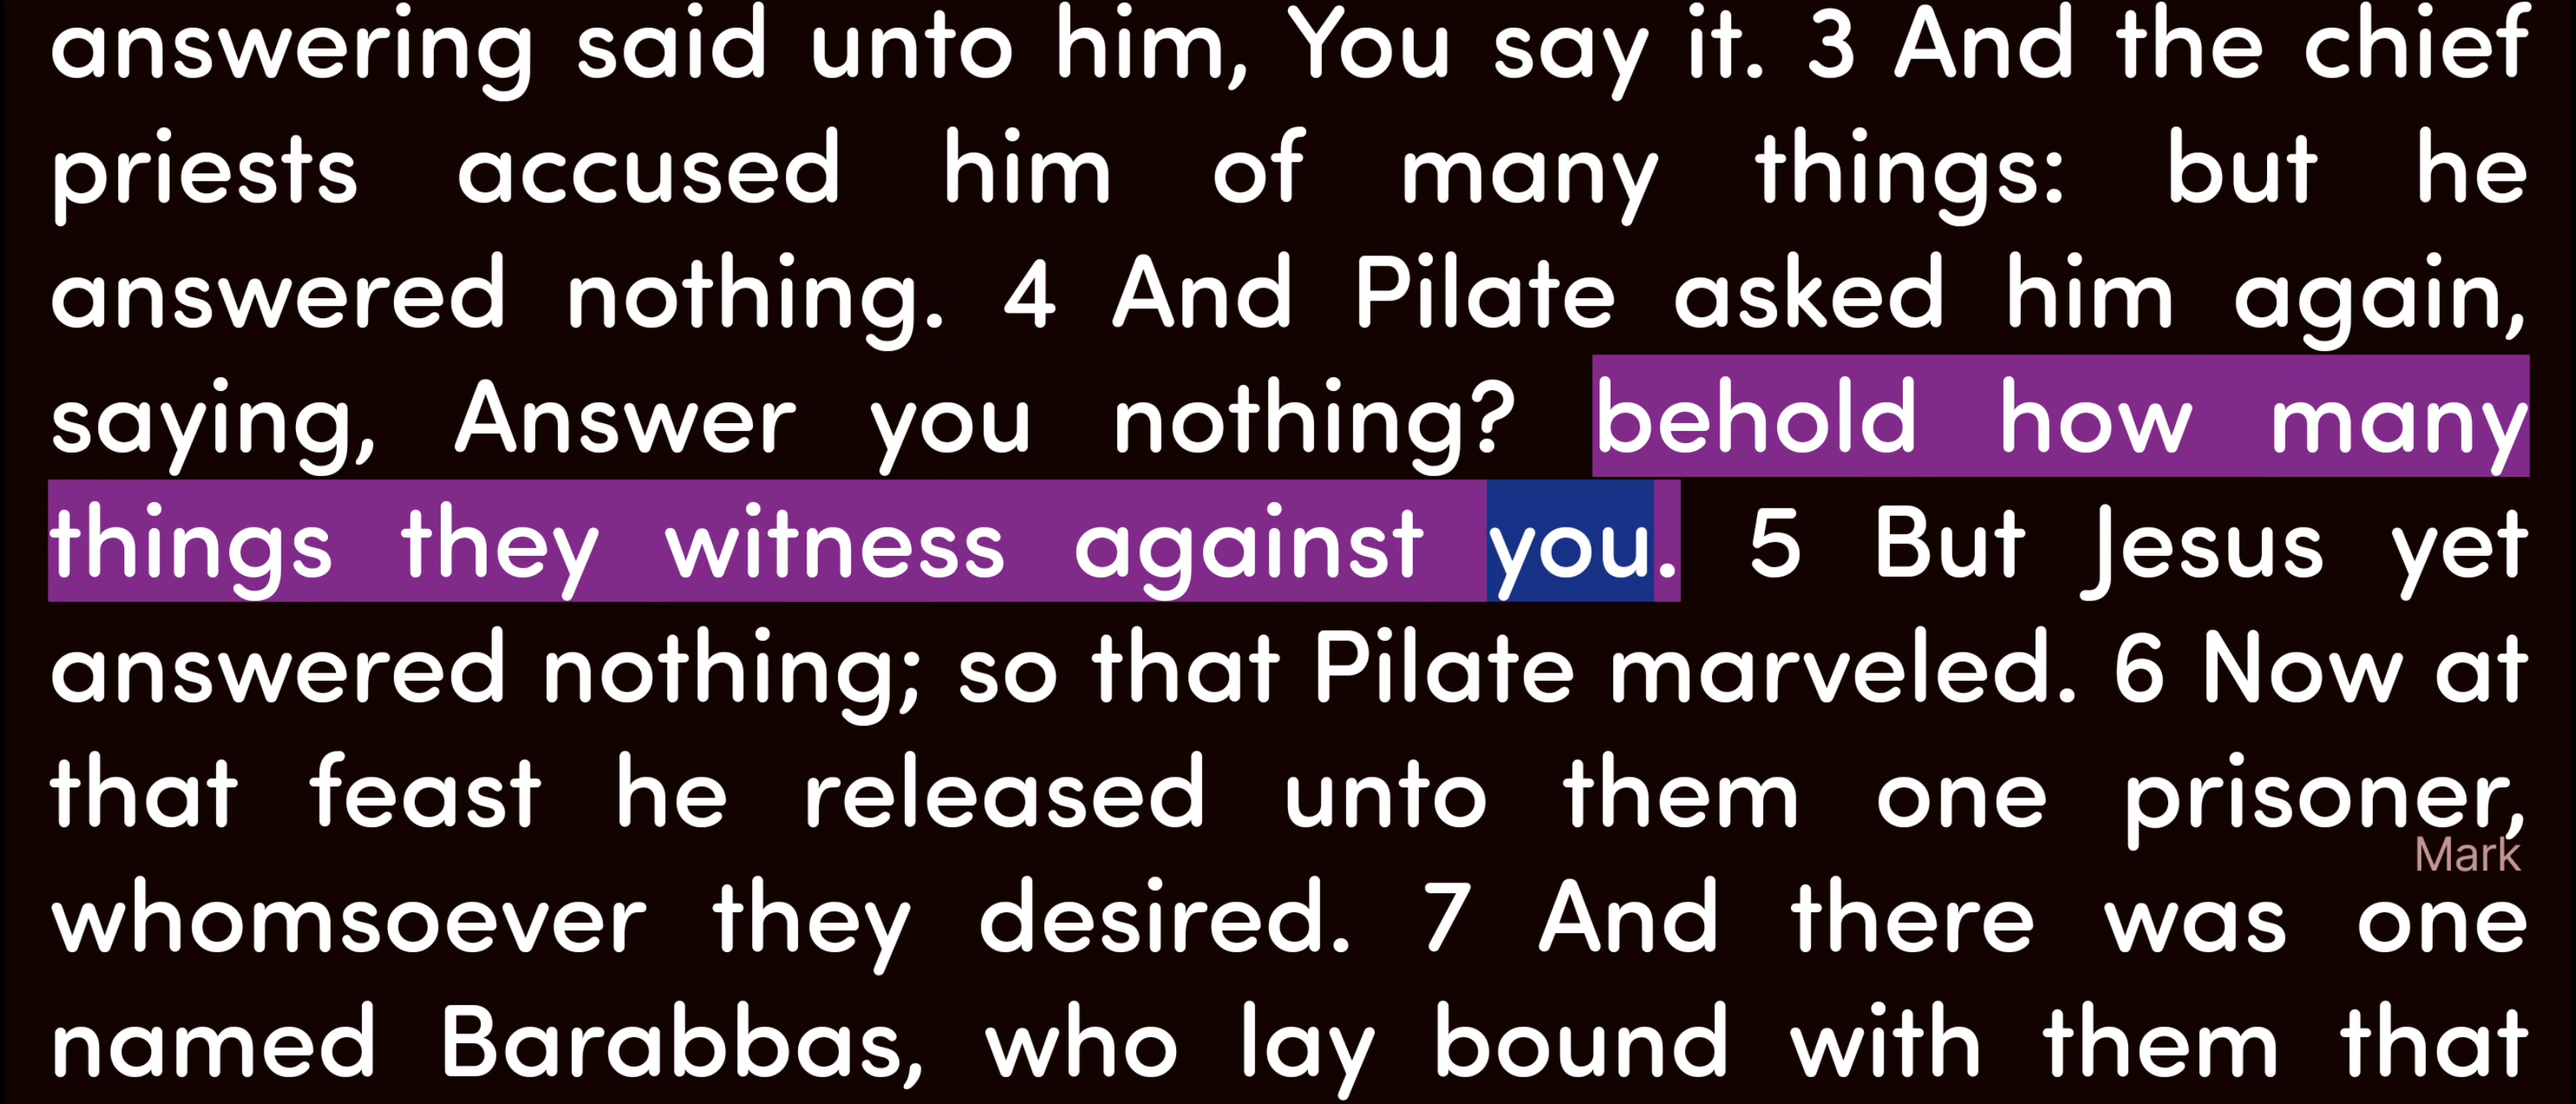 answering said unto him, You say it. 3 And the chief
priests accused him of many things: but he
answered nothing. 4 And Pilate asked him again,
saying, Answer you nothing? behold how many
things they witness against you. 5 But Jesus yet
answered nothing; so that Pilate marveled. 6 Now at
that feast he released unto them one prisoner,
Mark
whomsoever they desired. 7 And there was one
named Barabbas, who lay bound with them that